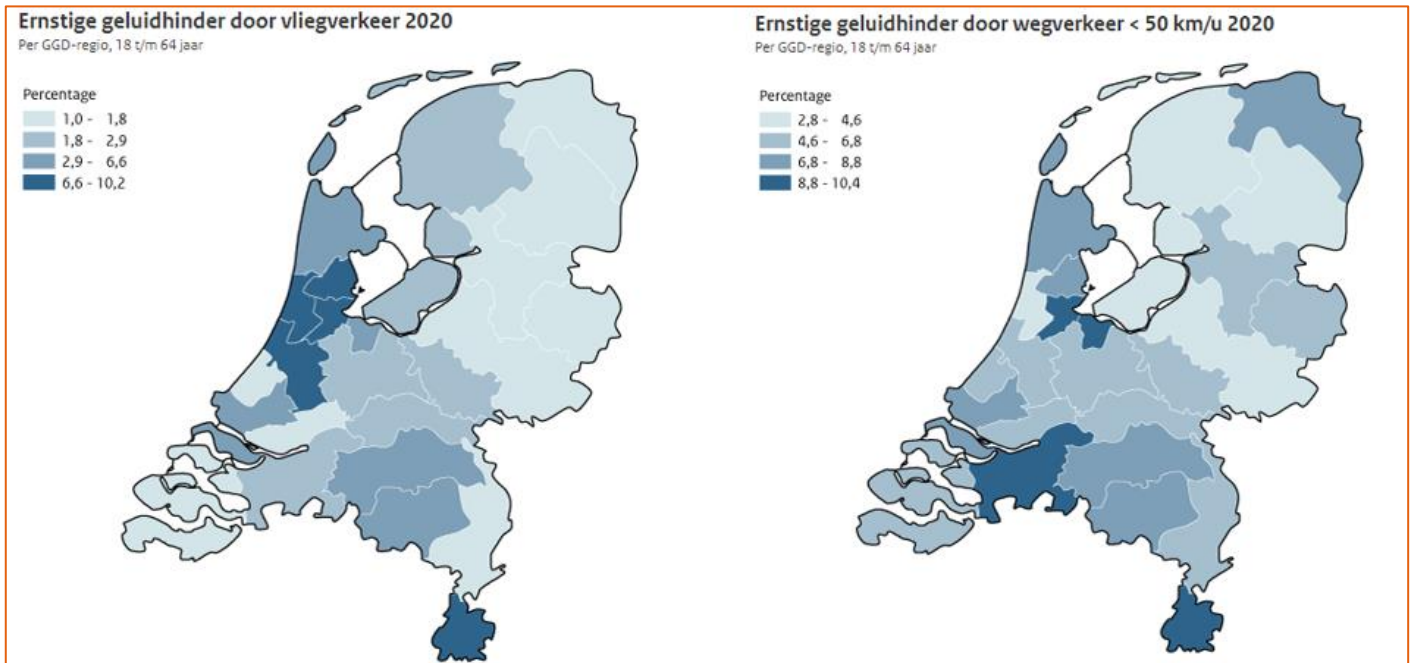 Ernstige geluidhinder door vliegverkeer 2020
Per GGD-regio, 18 t/m 64 jaar
Percentage
1,0 - 1,8
1,8 - 2,9
2,9 - 6,6
6,6 - 10,2
Ernstige geluidhinder door wegverkeer < 50 km/u 2020
Per GGD-regio, 18 t/m 64 jaar
Percentage
2,8 - 4,6
4,6 - 6,8
6,8 - 8,8
8,8 - 10,4